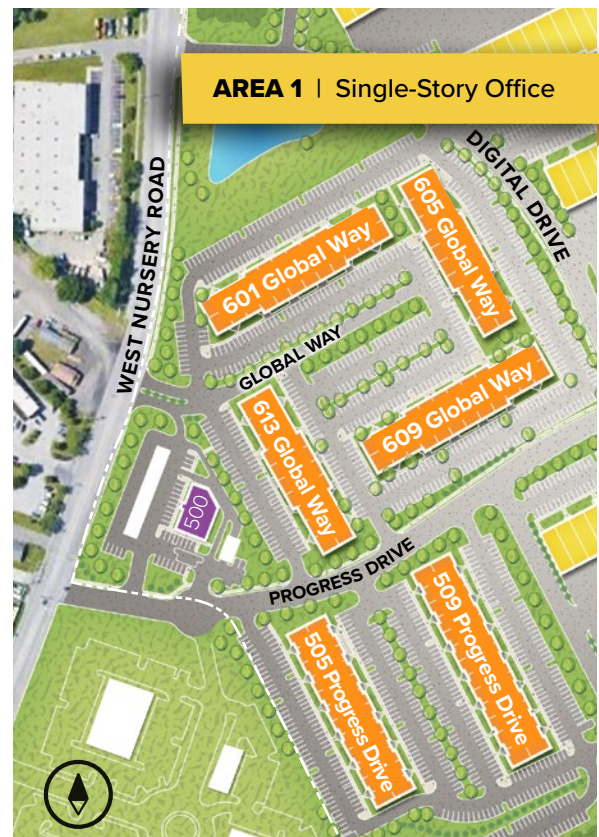 AREA 1 | Single-Story Office
DIGITAL DRIVE
605 Global Way
601 Global Way
WEST NURSERY ROAD
GLOBAL WAY
609 Global Way
613 Global Way
500
PROGRESS DRIVE
509 Progress Drive
505 Progress Drive